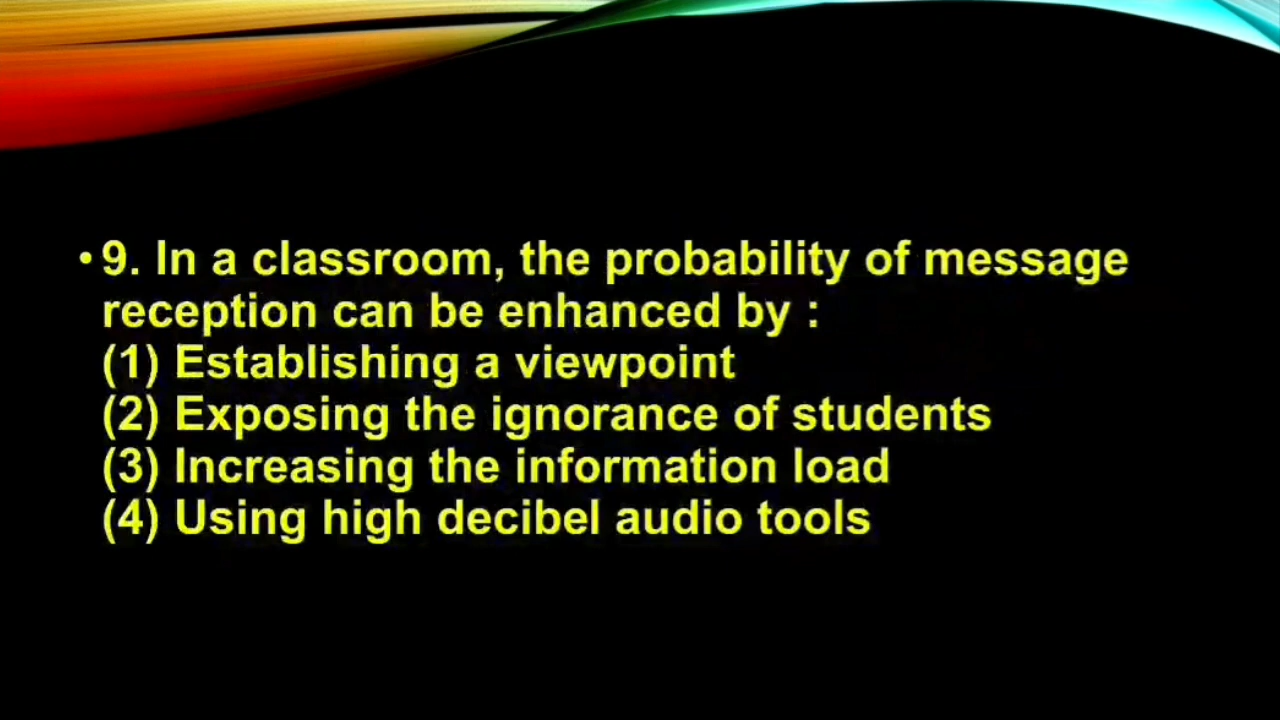 • 9. In a classroom, the probability of message
reception can be enhanced by :
(1) Establishing a viewpoint
(2) Exposing the ignorance of students
(3) Increasing the information load
(4) Using high decibel audio tools